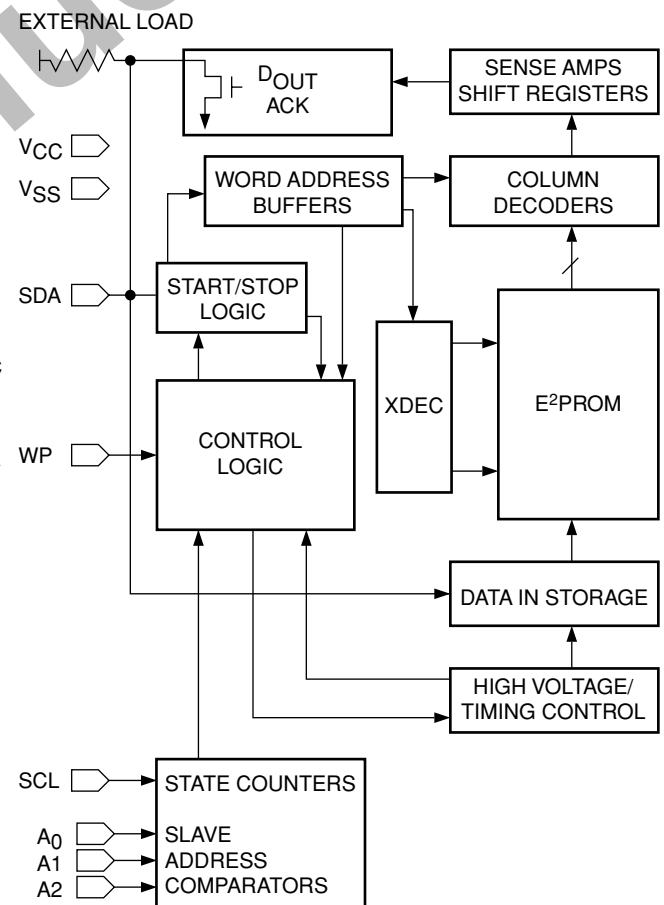 EXTERNAL LOAD
DOUT
ACK
SENSE AMPS
SHIFT REGISTERS
VCC
VSS
WORD ADDRESS
BUFFERS
COLUMN
DECODERS
SDA
START/STOP
LOGIC
XDEC
E2PROM
WP
CONTROL
LOGIC
DATA IN STORAGE
HIGH VOLTAGE/
TIMING CONTROL
SCL
STATE COUNTERS
A0
SLAVE
A1
ADDRESS
A2
COMPARATORS